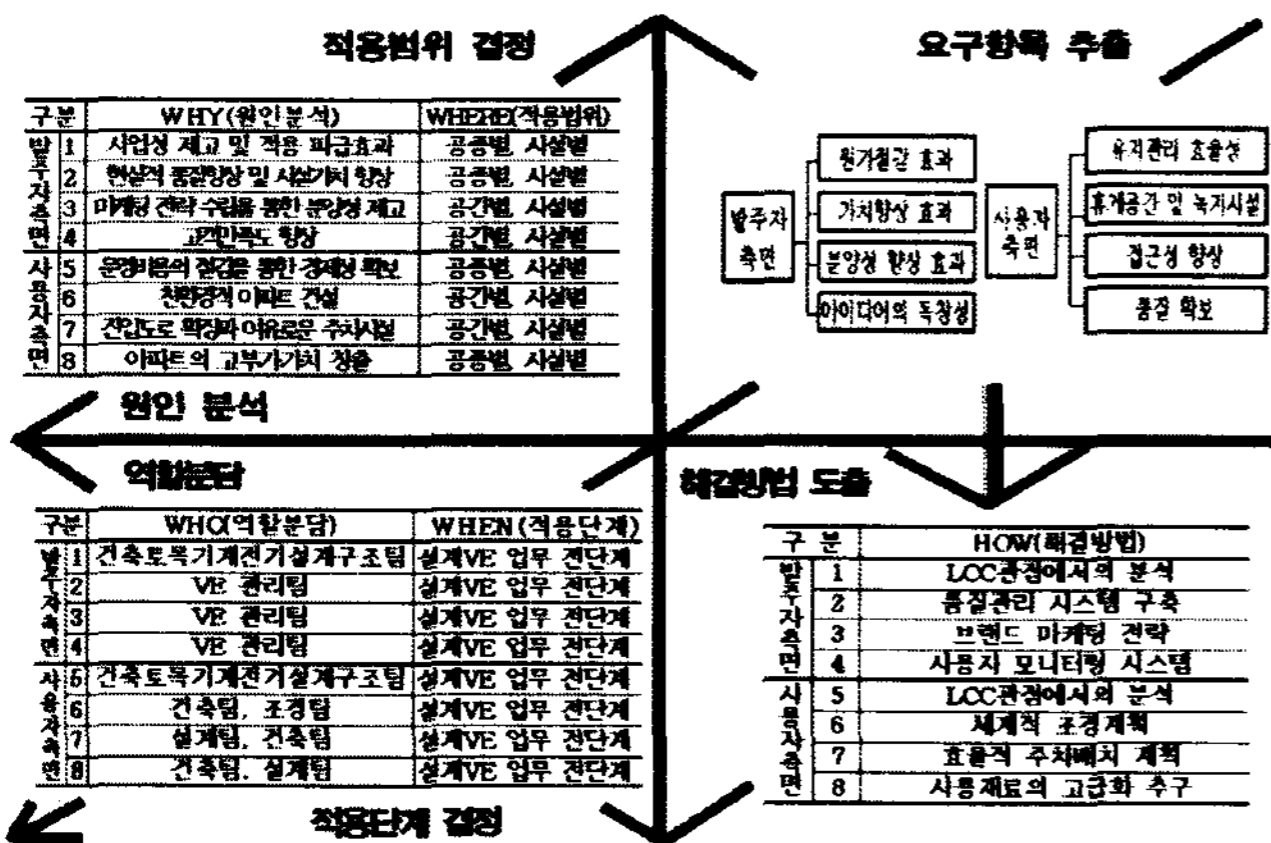 적용범위 결정
구분 WHY(원인분석) WHERE(적용범위)
발주자측면
1 사업성 제고 및 적용 파급효과 공종별, 시설별
2 현실적 품질향상 및 시설가치 향상 공종별, 시설별
3 마케팅 전략 수립을 통한 분양성 제고 공간별, 시설별
4 고객만족도 향상 공간별, 시설별
사용자측면
5 운영비용의 절감을 통한 경제성 확보 공종별, 시설별
6 친환경적 아파트 건설 공간별, 시설별
7 진입도로 확장과 여유로운 주차시설 공간별, 시설별
8 아파트의 고부가가치 창출 공종별, 시설별
원인 분석
요구항목 추출
발주자 측면
원가절감 효과
가치향상 효과
분양성 향상 효과
아이디어의 독창성
사용자 측면
유지관리 효율성
휴게공간 및 녹지시설
접근성 향상
품질 확보
역할분담
구분 WHO(역할분담) WHEN(적용단계)
발주자측면
1 건축토목기계전기설계구조팀 설계VE 업무 전단계
2 VE 관리팀 설계VE 업무 전단계
3 VE 관리팀 설계VE 업무 전단계
4 VE 관리팀 설계VE 업무 전단계
사용자측면
5 건축토목기계전기설계구조팀 설계VE 업무 전단계
6 건축팀, 조경팀 설계VE 업무 전단계
7 설계팀, 건축팀 설계VE 업무 전단계
8 건축팀, 설계팀 설계VE 업무 전단계
적용단계 결정
해결방법 도출
구 분 HOW(해결방법)
발주자측면
1 LCC관점에서의 분석
2 품질관리 시스템 구축
3 브랜드 마케팅 전략
4 사용자 모니터링 시스템
사용자측면
5 LCC관점에서의 분석
6 조경계획
7 효율적 주차배치 계획
8 사용재료의 고급화 추구